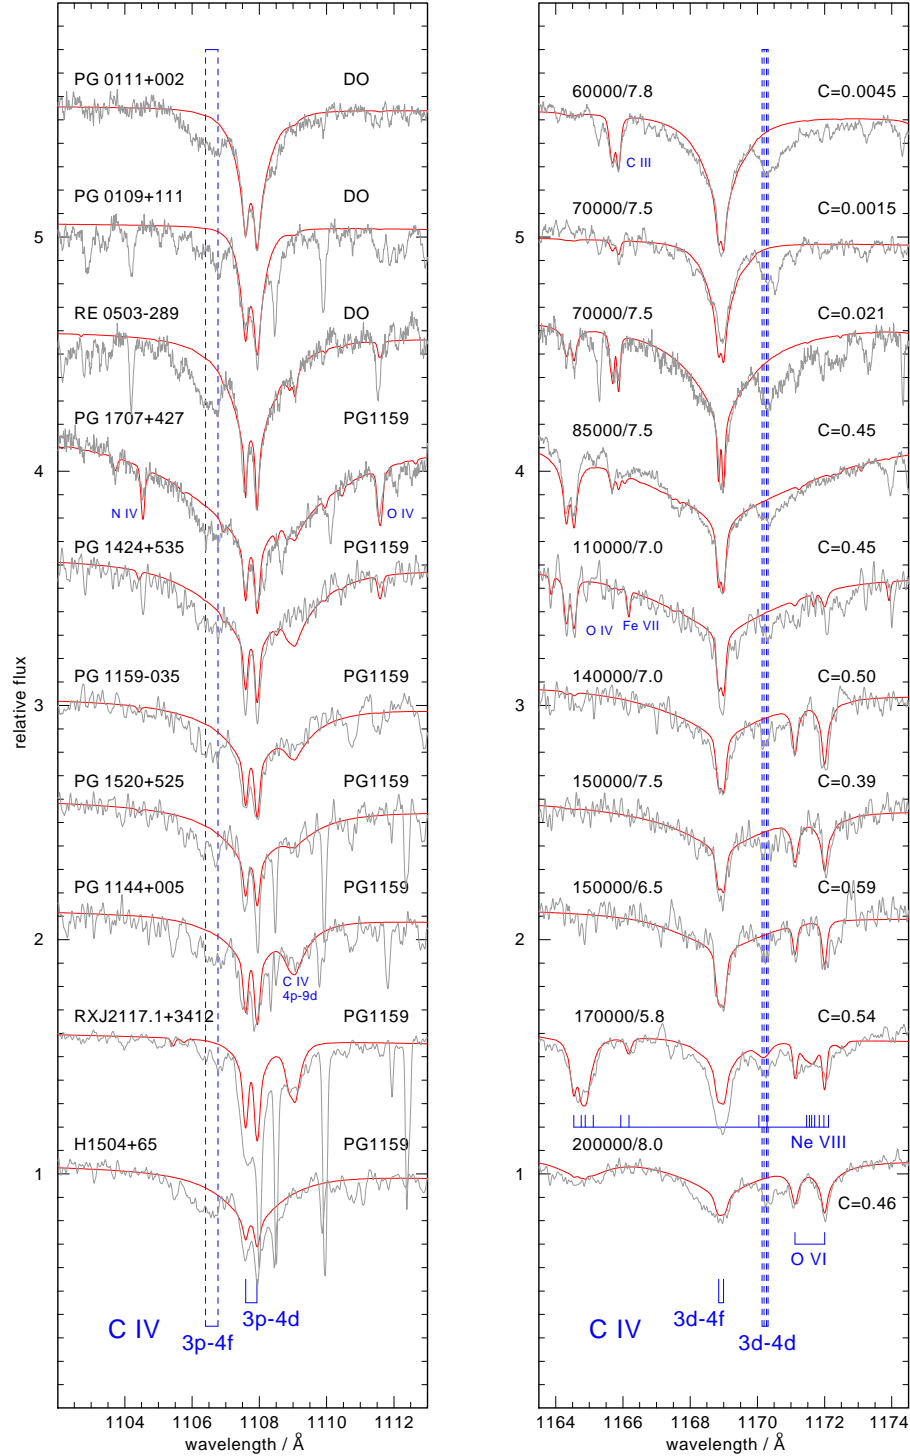 PG 0111+002 DO
PG 0109+111 DO
RE 0503-289 DO
PG 1707+427 PG1159
N IV O IV
PG 1424+535 PG1159
PG 1159-035 PG1159
PG 1520+525 PG1159
PG 1144+005 PG1159
C IV
4p-9d
RXJ2117.1+3412 PG1159
H1504+65 PG1159
3p-4d
C IV
3p-4f
5
4
3
2
1
relative flux
1104 1106 1108 1110 1112
wavelength / Å
60000/7.8 C=0.0045
C III
70000/7.5 C=0.0015
70000/7.5 C=0.021
85000/7.5 C=0.45
110000/7.0 C=0.45
O IV Fe VII
140000/7.0 C=0.50
150000/7.5 C=0.39
150000/6.5 C=0.59
170000/5.8 C=0.54
Ne VIII
200000/8.0
C=0.46
O VI
3d-4f
C IV
3d-4d
5
4
3
2
1
1164 1166 1168 1170 1172 1174
wavelength / Å